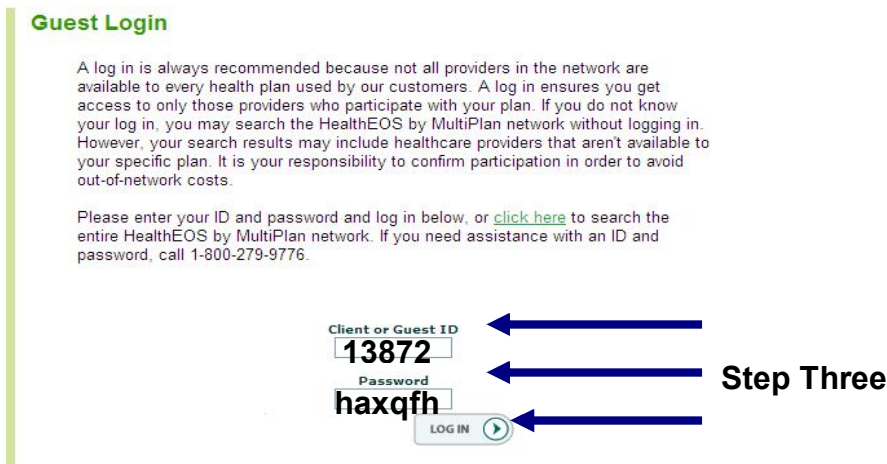 Guest Login
A log in is always recommended because not all providers in the network are
available to every health plan used by our customers. A log in ensures you get
access to only those providers who participate with your plan. If you do not know
your log in, you may search the HealthEOS by MultiPlan network without logging in.
However, your search results may include healthcare providers that aren't available to
your specific plan. It is your responsibility to confirm participation in order to avoid
out-of-network costs.
Please enter your ID and password and log in below, or click here to search the
entire HealthEOS by MultiPlan network. If you need assistance with an ID and
password, call 1-800-279-9776.
Client or Guest ID
13872
Password
Step Three
haxqfh
LOG IN